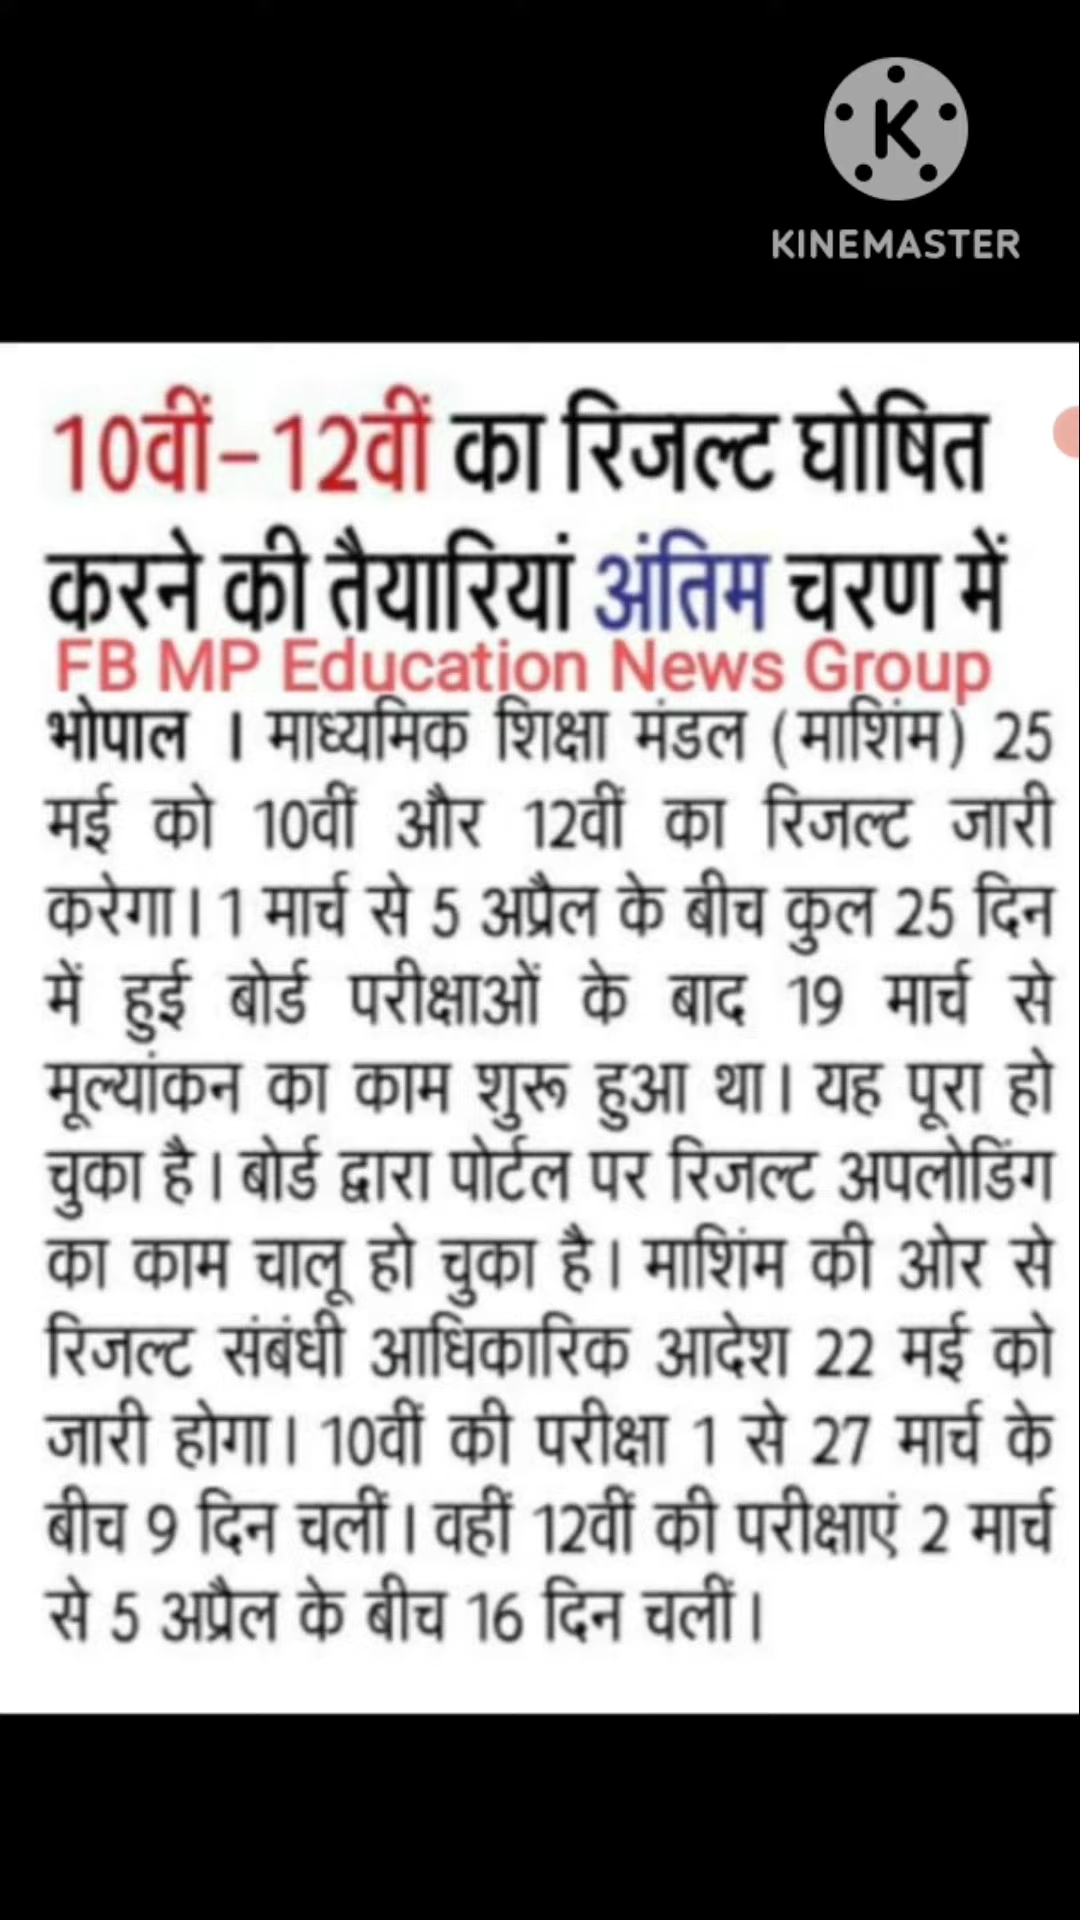 K
KINEMASTER
10वीं-12वीं का रिजल्ट घोषित
करने की तैयारियां अंतिम चरण में
FB MP Education News Group
भोपाल । माध्यमिक शिक्षा मंडल (माशिंम) 25
मई को 10वीं और 12वीं का रिजल्ट जारी
करेगा। 1 मार्च से 5 अप्रैल के बीच कुल 25 दिन
में हुई बोर्ड परीक्षाओं के बाद 19 मार्च से
मूल्यांकन का काम शुरू हुआ था। यह पूरा हो
चुका है। बोर्ड द्वारा पोर्टल पर रिजल्ट अपलोडिंग
का काम चालू हो चुका है। माशिंम की ओर से
रिजल्ट संबंधी आधिकारिक आदेश 22 मई को
जारी होगा। 10वीं की परीक्षा 1 से 27 मार्च के
बीच 9 दिन चलीं। वहीं 12वीं की परीक्षाएं 2 मार्च
से 5 अप्रैल के बीच 16 दिन चलीं।